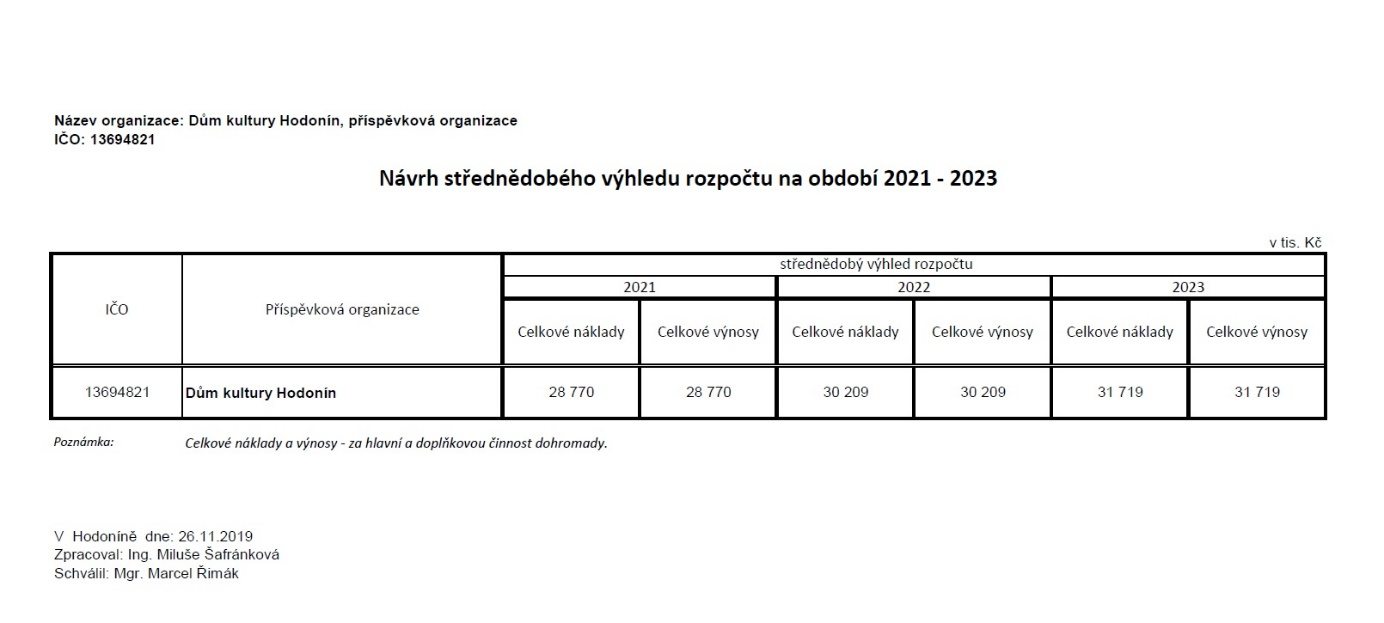 Název organizace: Dům kultury Hodonín, příspěvková organizace
IČO: 13694821
Návrh střednědobého výhledu rozpočtu na období 2021 - 2023
v tis. Kč
střednědobý výhled rozpočtu
IČO Příspěvková organizace 2021 2022 2023
Celkové náklady Celkové výnosy Celkové náklady Celkové výnosy Celkové náklady Celkové výnosy
13694821 Dům kultury Hodonín 28 770 28 770 30 209 30 209 31 719 31 719
Poznámka: Celkové náklady a výnosy - za hlavní a doplňkovou činnost dohromady.
V Hodoníně dne: 26.11.2019
Zpracoval: Ing. Miluše Šafránková
Schválil: Mgr. Marcel Řimák